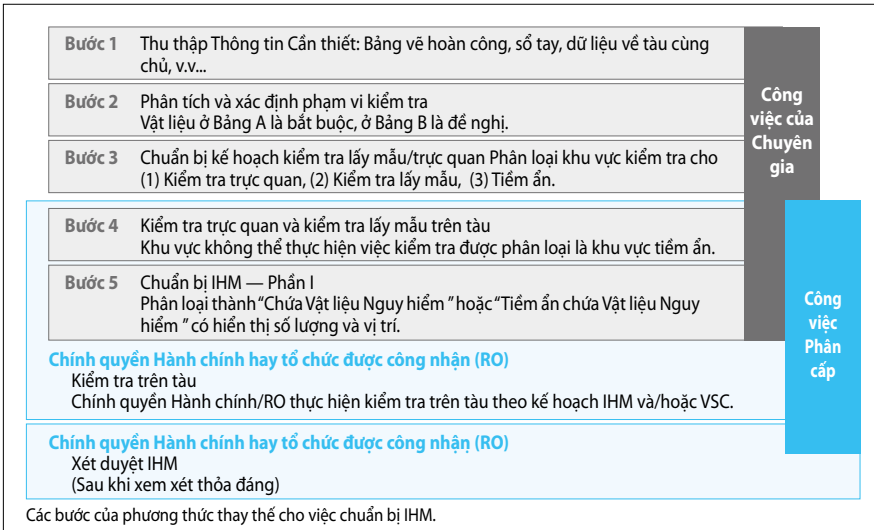 Bước 1 Thu thập Thông tin Cần thiết: Bảng vẽ hoàn công, sổ tay, dữ liệu về tàu cùng
chủ, v.v...
Bước 2 Phân tích và xác định phạm vi kiểm tra
Vật liệu ở Bảng A là bắt buộc, ở Bảng B là đề nghị.
Bước 3 Chuẩn bị kế hoạch kiểm tra lấy mẫu/trực quan Phân loại khu vực kiểm tra cho
(1) Kiểm tra trực quan, (2) Kiểm tra lấy mẫu, (3) Tiềm ẩn.
Công
việc của
Chuyên
gia
Bước 4 Kiểm tra trực quan và kiểm tra lấy mẫu trên tàu
Khu vực không thể thực hiện việc kiểm tra được phân loại là khu vực tiềm ẩn.
Bước 5 Chuẩn bị IHM — Phần I
Phân loại thành “Chứa Vật liệu Nguy hiểm ” hoặc “Tiềm ẩn chứa Vật liệu Nguy
hiểm ” có hiển thị số lượng và vị trí.
Chính quyền Hành chính hay tổ chức được công nhận (RO)
Kiểm tra trên tàu
Chính quyền Hành chính/RO thực hiện kiểm tra trên tàu theo kế hoạch IHM và/hoặc VSC.
Công
việc
Phân
cấp
Chính quyền Hành chính hay tổ chức được công nhận (RO)
Xét duyệt IHM
(Sau khi xem xét thỏa đáng)
Các bước của phương thức thay thế cho việc chuẩn bị IHM.